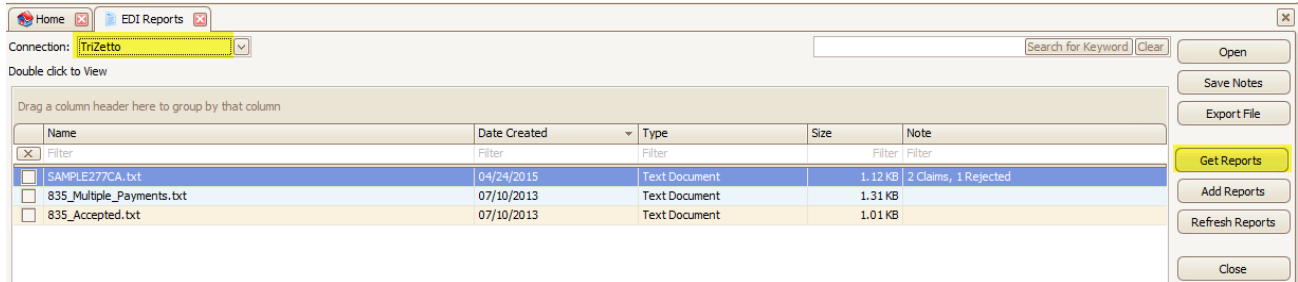 Home EDI Reports
Connection: TriZetto Search for Keyword Clear Open
Double click to View
Save Notes
Drag a column header here to group by that column
Export File
Name Date Created Type Size Note
Filter Filter Filter Filter Filter
Get Reports
SAMPLE277CA.txt 04/24/2015 Text Document 1.12 KB 2 Claims, 1 Rejected
835_Multiple_Payments.txt 07/10/2013 Text Document 1.31 KB
Add Reports
835_Accepted.txt 07/10/2013 Text Document 1.01 KB
Refresh Reports
Close